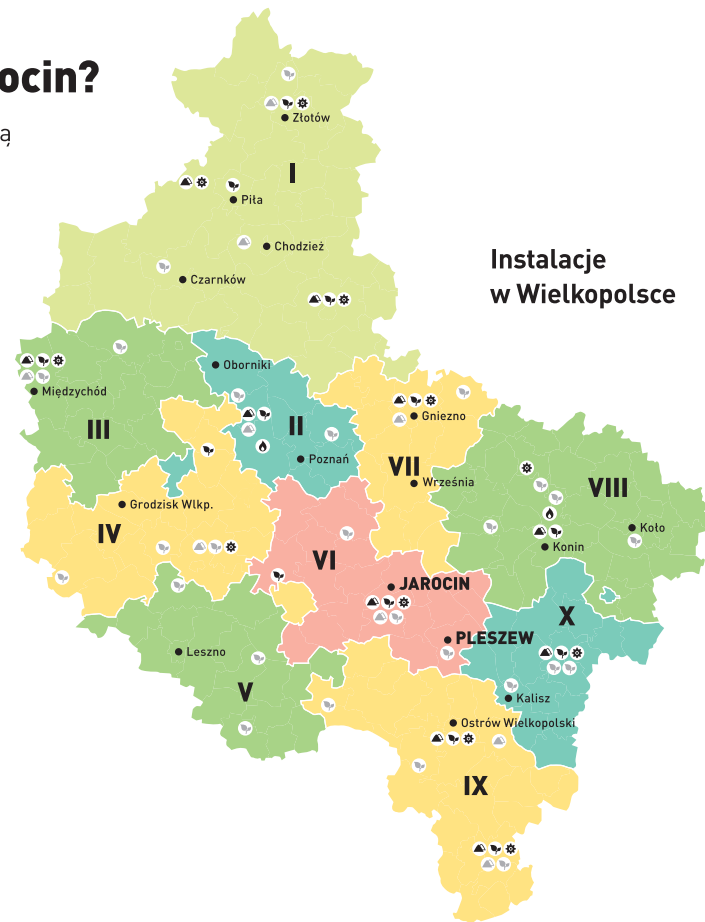 ocin?
ą
Złotów
I
Piła
Chodzież
Instalacje
w Wielkopolsce
Czarnków
Oborniki
Międzychód
Gniezno
III
II
Poznań
VII
Września
VIII
Grodzisk Wlkp.
IV
Koło
Konin
VI
JAROCIN
X
PLESZEW
Leszno
V
Kalisz
Ostrów Wielkopolski
IX